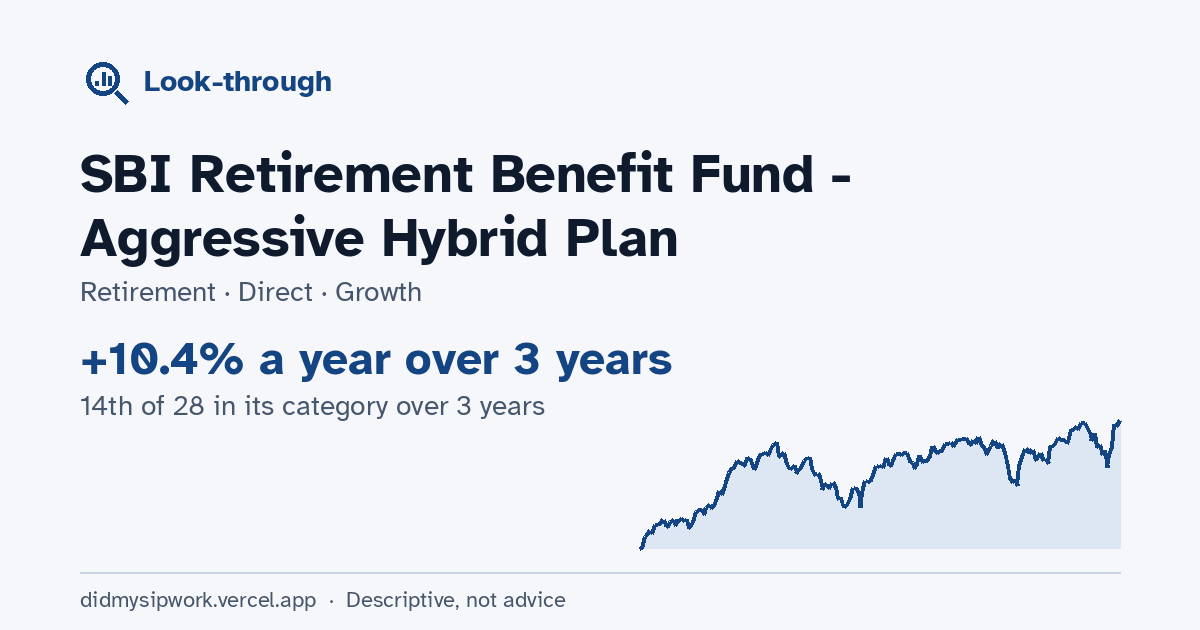 Look-through
SBI Retirement Benefit Fund -
Aggressive Hybrid Plan
Retirement · Direct · Growth
+10.4% a year over 3 years
14th of 28 in its category over 3 years
didmysipwork.vercel.app · Descriptive, not advice